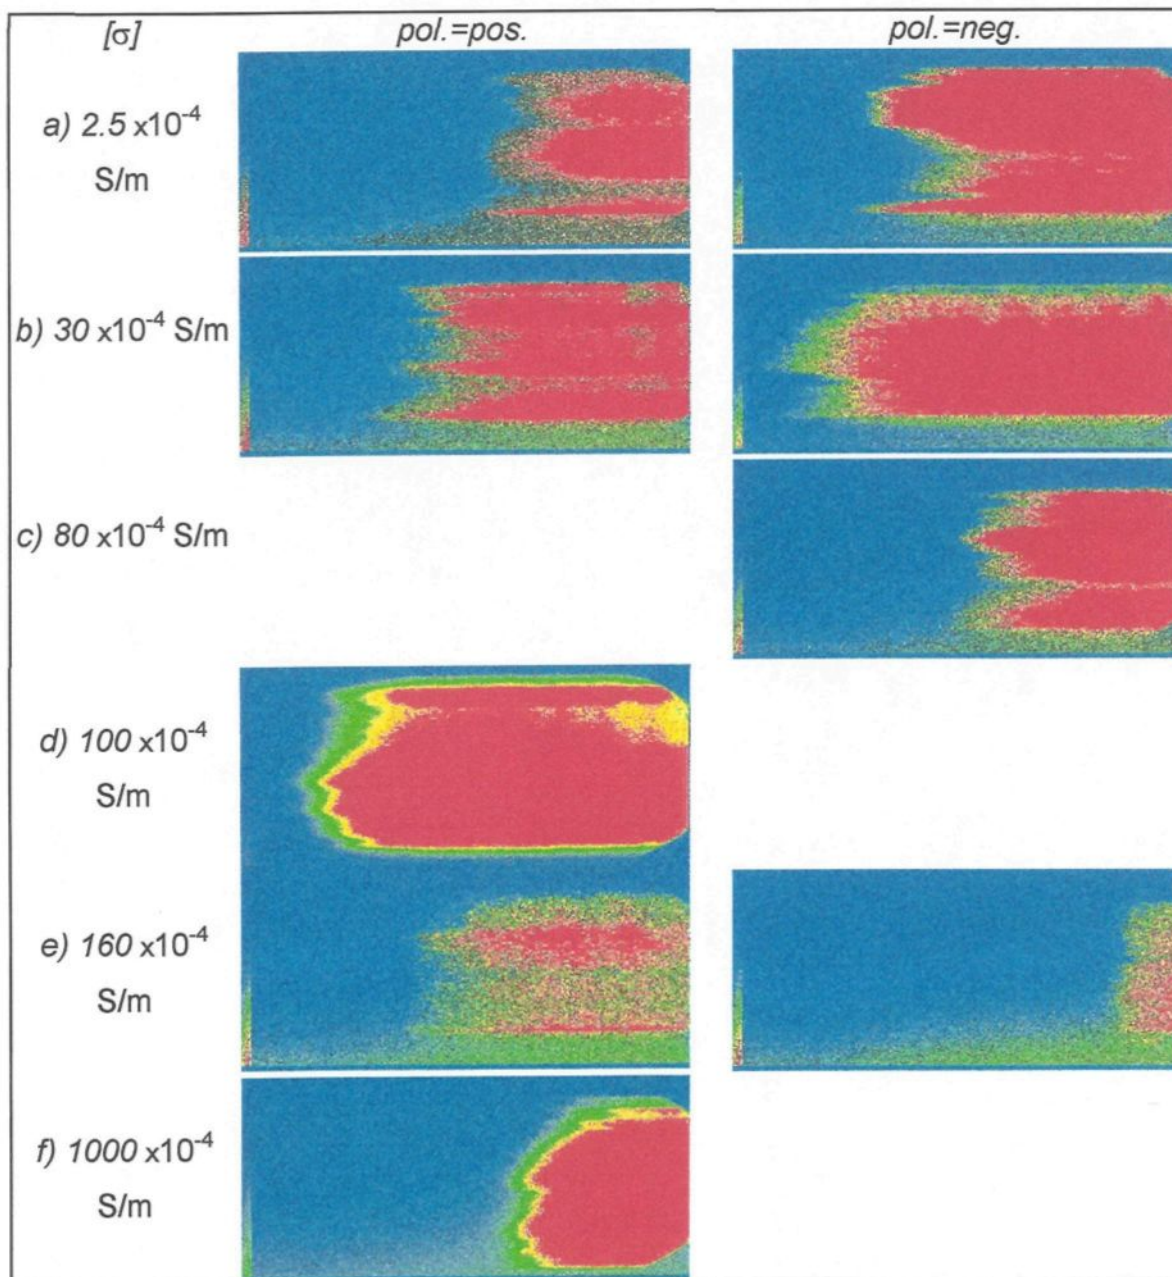 [σ] pol.=pos. pol.=neg.
a) 2.5 x10⁻⁴
S/m
b) 30 x10⁻⁴ S/m
c) 80 x10⁻⁴ S/m
d) 100 x10⁻⁴
S/m
e) 160 x10⁻⁴
S/m
f) 1000 x10⁻⁴
S/m